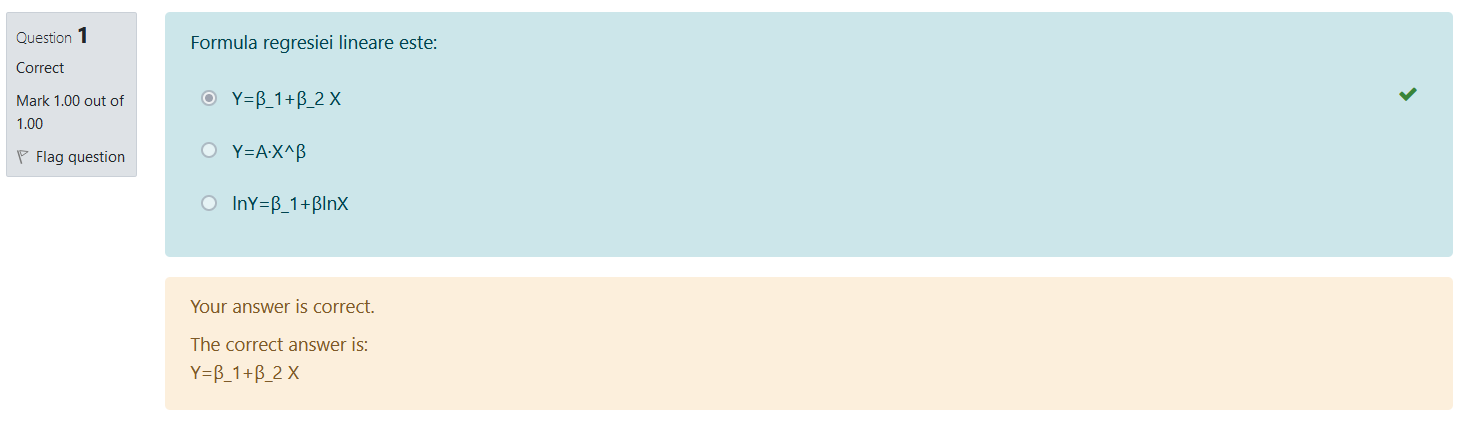 Question 1
Correct
Mark 1.00 out of
1.00
Flag question
Formula regresiei lineare este:
Y=β_1+β_2 X
Y=A·X^β
lnY=β_1+βlnX
Your answer is correct.
The correct answer is:
Y=β_1+β_2 X